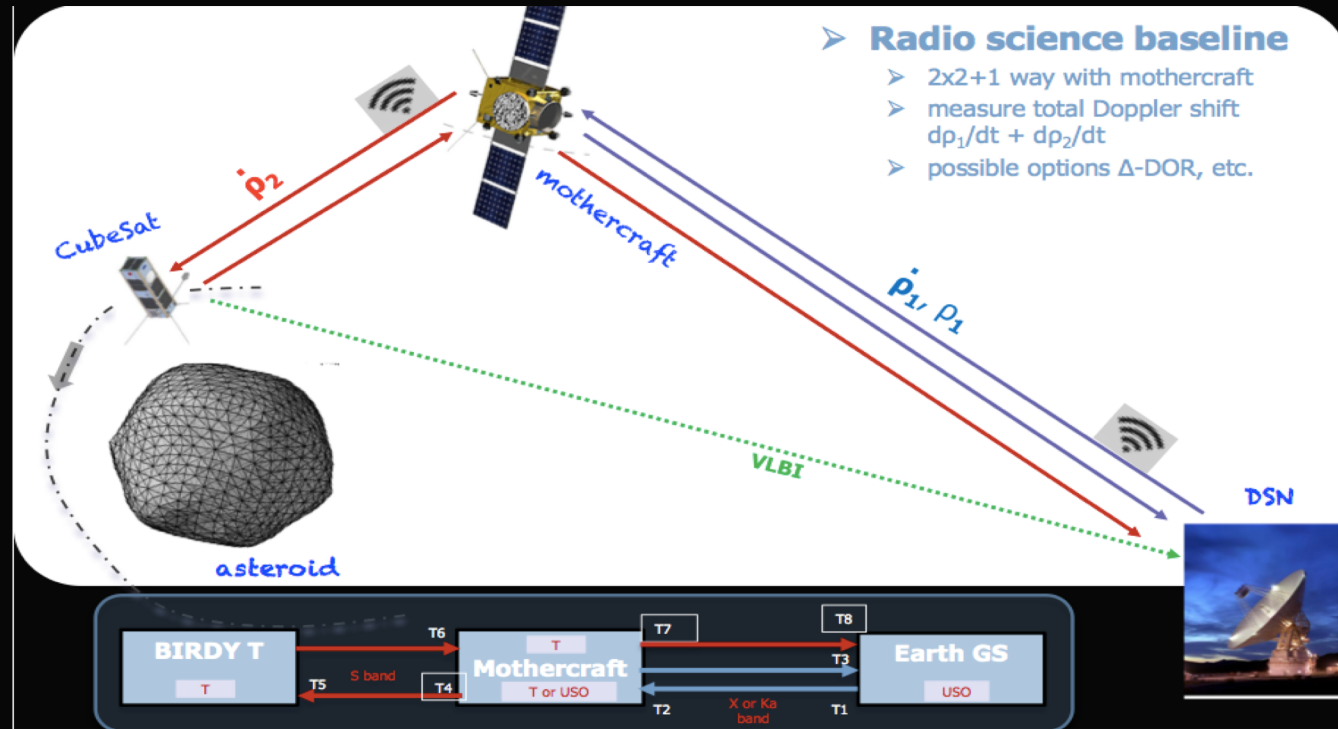 ➤ Radio science baseline
➤ 2x2+1 way with mothercraft
➤ measure total Doppler shift
dρ₁/dt + dρ₂/dt
➤ possible options Δ-DOR, etc.
ρ̇₂
mothercraft
CubeSat
ρ̇₁, ρ₁
VLBI
DSN
asteroid
T6
T7
T8
BIRDY T
T
Mothercraft
T3
Earth GS
S band
T
T5
T4
T or USO
USO
X or Ka
band
T2
T1